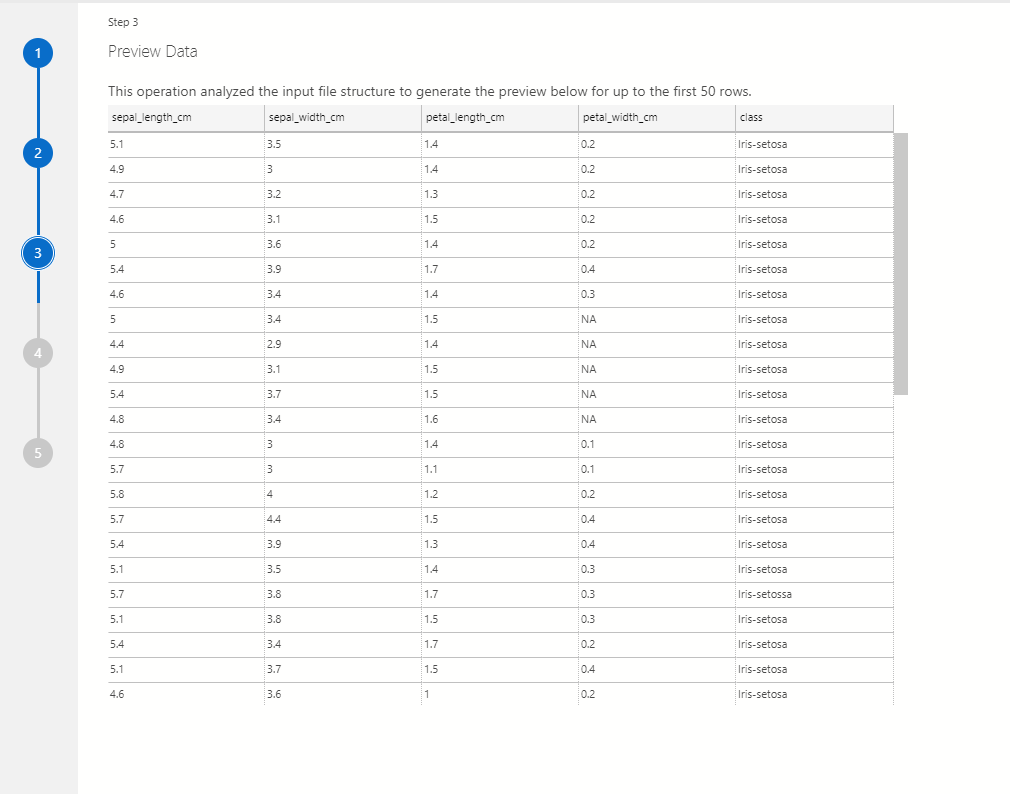 Step 3
Preview Data
This operation analyzed the input file structure to generate the preview below for up to the first 50 rows.
sepal_length_cm sepal_width_cm petal_length_cm petal_width_cm class
5.1 3.5 1.4 0.2 Iris-setosa
4.9 3 1.4 0.2 Iris-setosa
4.7 3.2 1.3 0.2 Iris-setosa
4.6 3.1 1.5 0.2 Iris-setosa
5 3.6 1.4 0.2 Iris-setosa
5.4 3.9 1.7 0.4 Iris-setosa
4.6 3.4 1.4 0.3 Iris-setosa
5 3.4 1.5 NA Iris-setosa
4.4 2.9 1.4 NA Iris-setosa
4.9 3.1 1.5 NA Iris-setosa
5.4 3.7 1.5 NA Iris-setosa
4.8 3.4 1.6 NA Iris-setosa
4.8 3 1.4 0.1 Iris-setosa
5.7 3 1.1 0.1 Iris-setosa
5.8 4 1.2 0.2 Iris-setosa
5.7 4.4 1.5 0.4 Iris-setosa
5.4 3.9 1.3 0.4 Iris-setosa
5.1 3.5 1.4 0.3 Iris-setosa
5.7 3.8 1.7 0.3 Iris-setossa
5.1 3.8 1.5 0.3 Iris-setosa
5.4 3.4 1.7 0.2 Iris-setosa
5.1 3.7 1.5 0.4 Iris-setosa
4.6 3.6 1 0.2 Iris-setosa
1
2
3
4
5